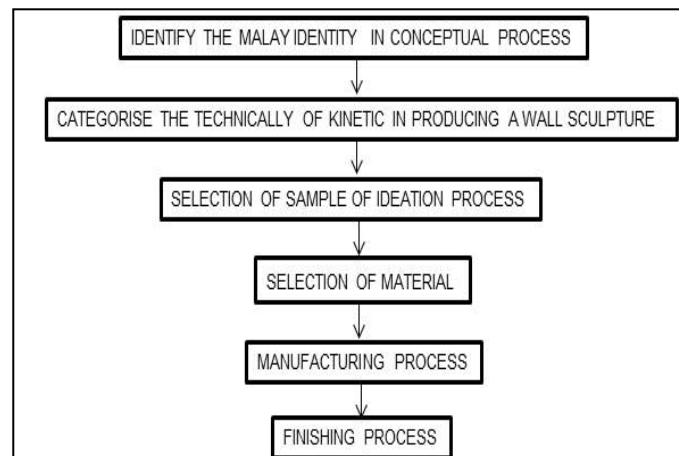 IDENTIFY THE MALAY IDENTITY IN CONCEPTUAL PROCESS
CATEGORISE THE TECHNICALLY OF KINETIC IN PRODUCING A WALL SCULPTURE
SELECTION OF SAMPLE OF IDEATION PROCESS
SELECTION OF MATERIAL
MANUFACTURING PROCESS
FINISHING PROCESS